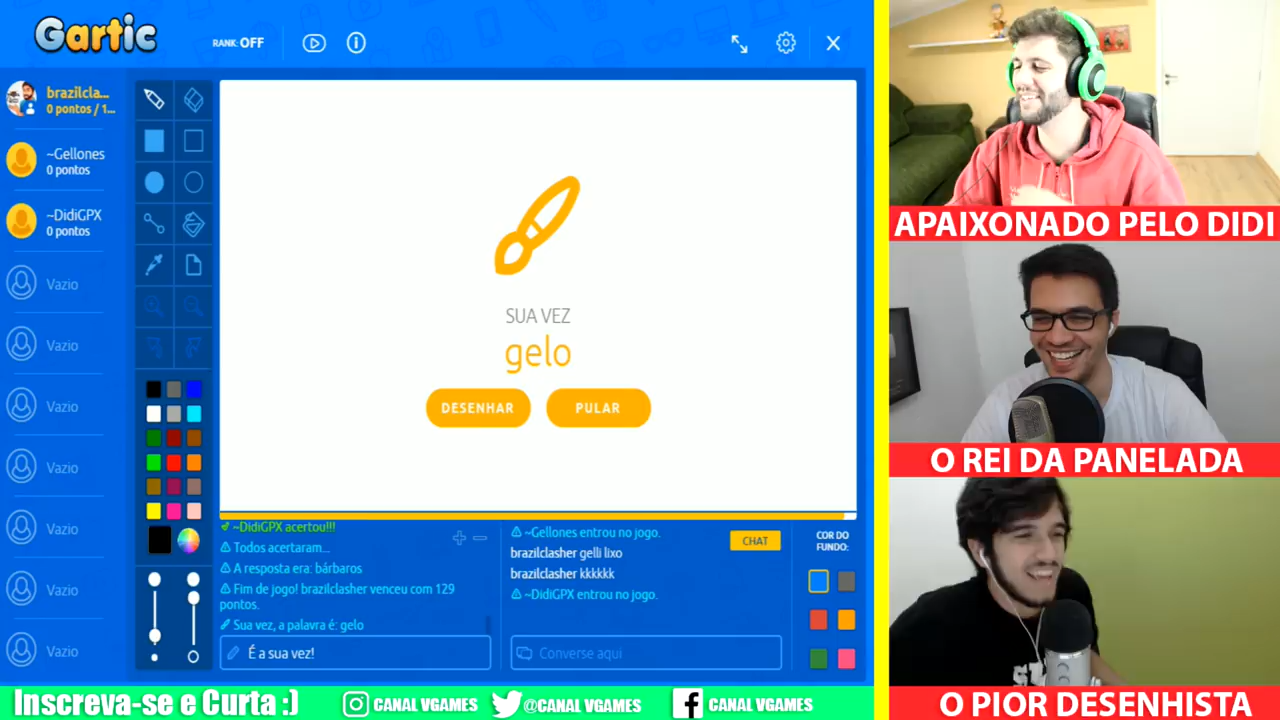 Gartic
RANK: OFF
brazilcla...
0 pontos / 1...
~Gellones
0 pontos
~DidiGPX
0 pontos
Vazio
Vazio
Vazio
Vazio
Vazio
Vazio
Vazio
SUA VEZ
gelo
DESENHAR
PULAR
~DidiGPX acertou!!!
Todos acertaram...
A resposta era: bárbaros
Fim de jogo! brazilclasher venceu com 129
pontos.
Sua vez, a palavra é: gelo
É a sua vez!
~Gellones entrou no jogo.
brazilclasher gelli lixo
brazilclasher kkkkkk
~DidiGPX entrou no jogo.
CHAT
Converse aqui
COR DO
FUNDO:
APAIXONADO PELO DIDI
O REI DA PANELADA
O PIOR DESENHISTA
Inscreva-se e Curta :)
CANAL VGAMES
@CANAL VGAMES
CANAL VGAMES